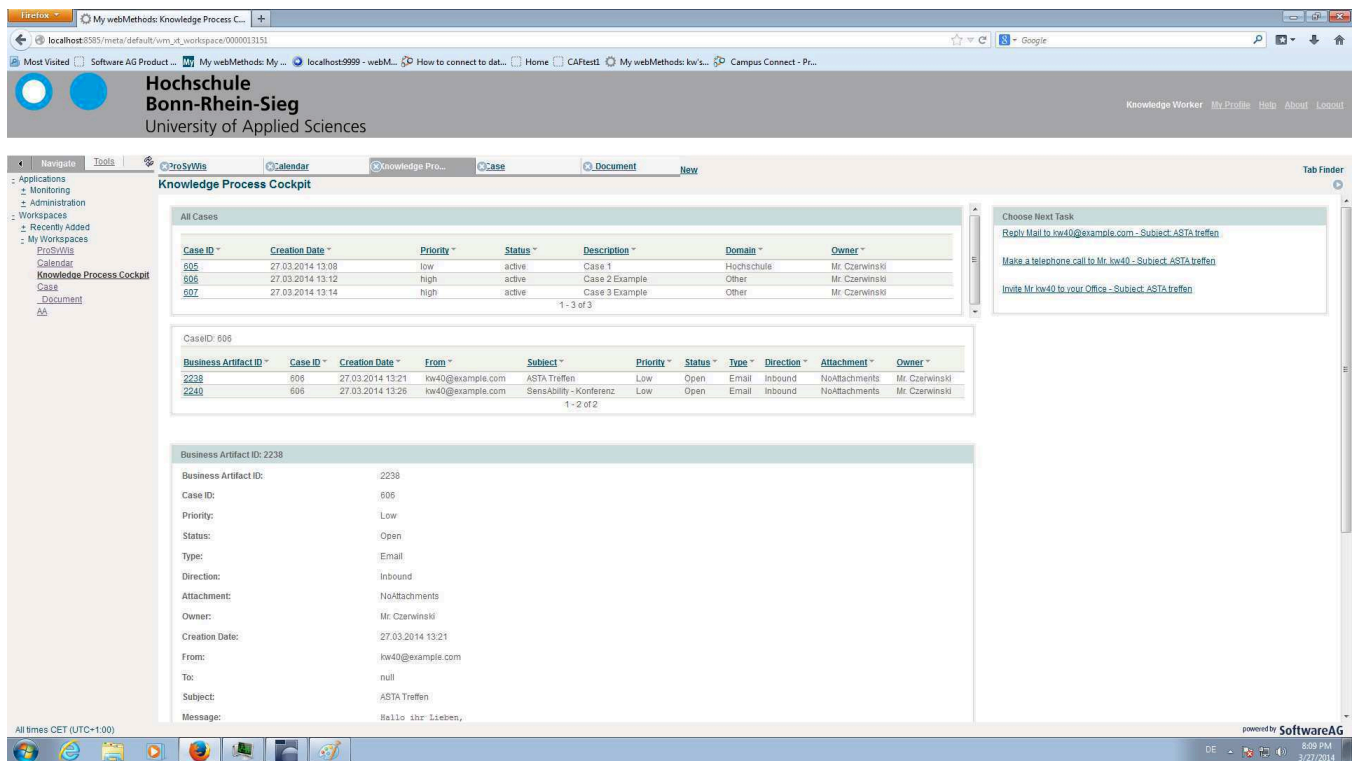 Firefox
My webMethods: Knowledge Process C...
localhost:8585/meta/default/wm_xt_workspace/0000013151
Google
Most Visited Software AG Product ... My webMethods: My ... localhost:9999 - webM... How to connect to dat... Home CAFtest1 My webMethods: kw's... Campus Connect - Pr...
Hochschule
Bonn-Rhein-Sieg
University of Applied Sciences
Knowledge Worker My Profile Help About Logout
Navigate Tools
ProSyWis Calendar Knowledge Pro... Case _Document New Tab Finder
Applications
Monitoring
Administration
Workspaces
Recently Added
My Workspaces
ProSyWis
Calendar
Knowledge Process Cockpit
Case
_Document
AA
Knowledge Process Cockpit
All Cases
Case ID Creation Date Priority Status Description Domain Owner
605 27.03.2014 13:08 low active Case 1 Hochschule Mr. Czerwinski
606 27.03.2014 13:12 high active Case 2 Example Other Mr. Czerwinski
607 27.03.2014 13:14 high active Case 3 Example Other Mr. Czerwinski
1 - 3 of 3
Choose Next Task
Reply Mail to kw40@example.com - Subject: ASTA treffen
Make a telephone call to Mr. kw40 - Subject: ASTA treffen
Invite Mr kw40 to your Office - Subject: ASTA treffen
CaseID: 606
Business Artifact ID Case ID Creation Date From Subject Priority Status Type Direction Attachment Owner
2238 606 27.03.2014 13:21 kw40@example.com ASTA Treffen Low Open Email Inbound NoAttachments Mr. Czerwinski
2240 606 27.03.2014 13:26 kw40@example.com SensAbility - Konferenz Low Open Email Inbound NoAttachments Mr. Czerwinski
1 - 2 of 2
Business Artifact ID: 2238
Business Artifact ID: 2238
Case ID: 606
Priority: Low
Status: Open
Type: Email
Direction: Inbound
Attachment: NoAttachments
Owner: Mr. Czerwinski
Creation Date: 27.03.2014 13:21
From: kw40@example.com
To: null
Subject: ASTA Treffen
Message: Hallo ihr Lieben,
All times CET (UTC+1:00)
powered by SoftwareAG
DE
8:09 PM
3/27/2014